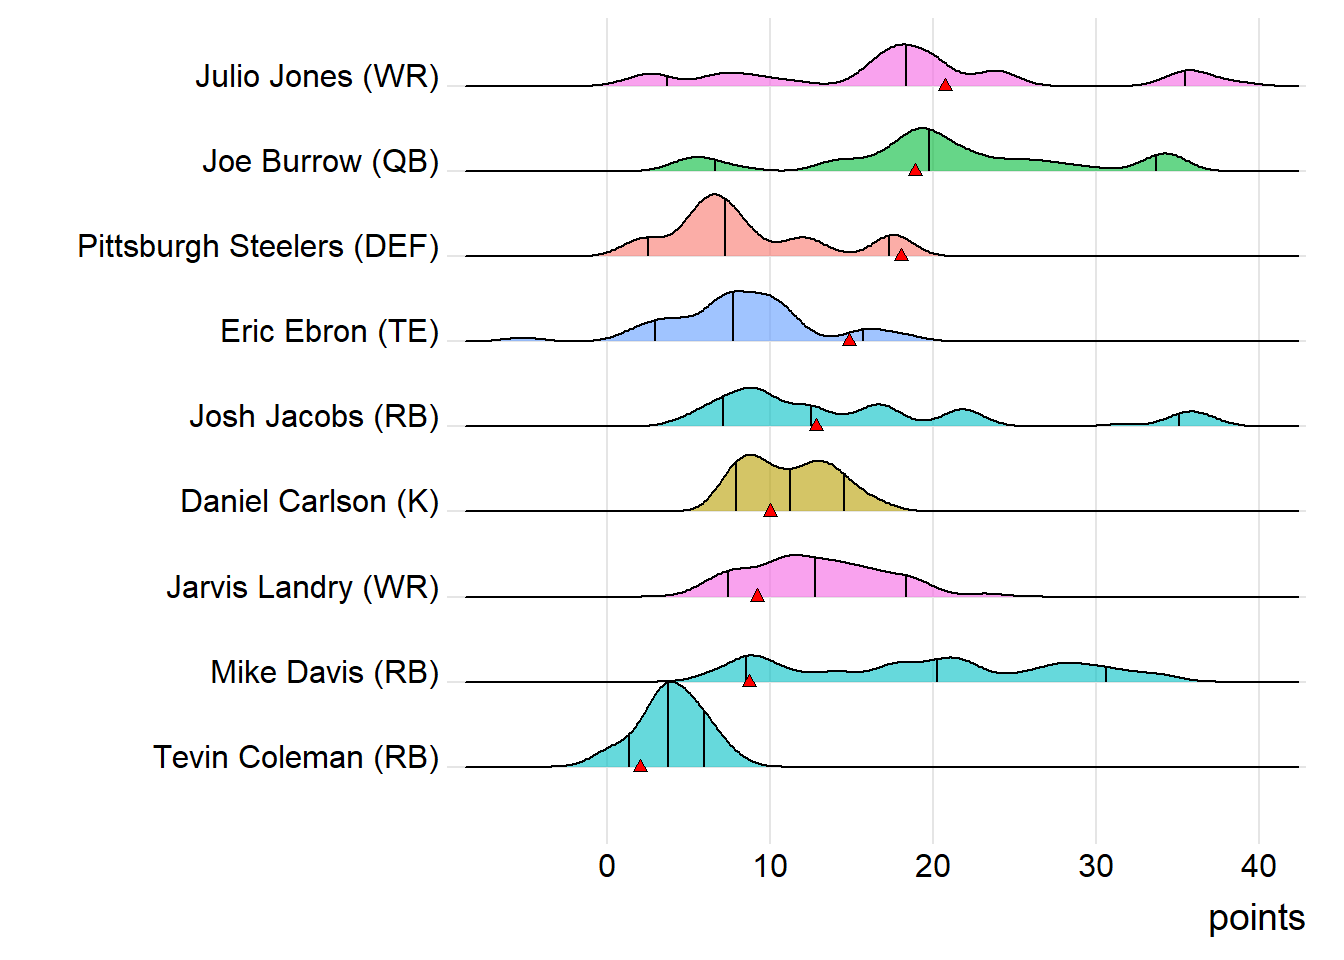 Julio Jones (WR)
Joe Burrow (QB)
Pittsburgh Steelers (DEF)
Eric Ebron (TE)
Josh Jacobs (RB)
Daniel Carlson (K)
Jarvis Landry (WR)
Mike Davis (RB)
Tevin Coleman (RB)
0 10 20 30 40
points